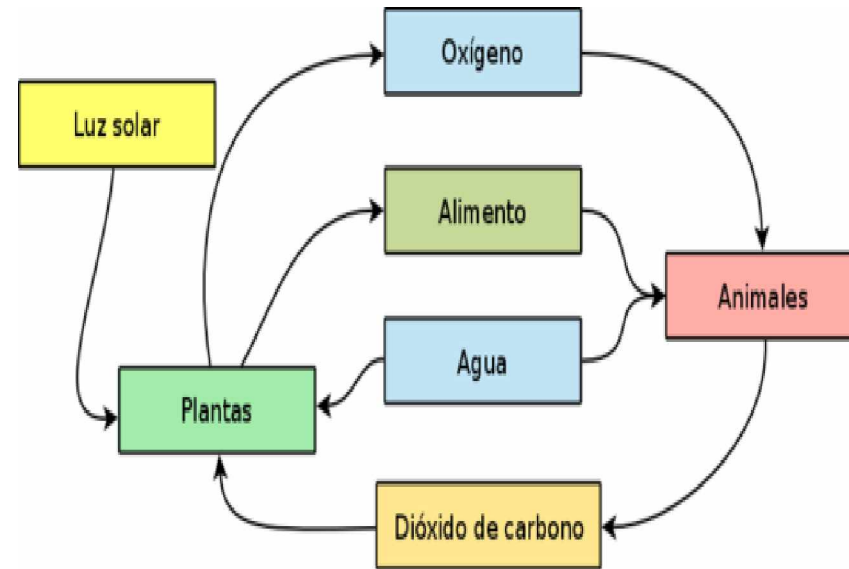 Oxígeno
Luz solar
Alimento
Animales
Agua
Plantas
Dióxido de carbono